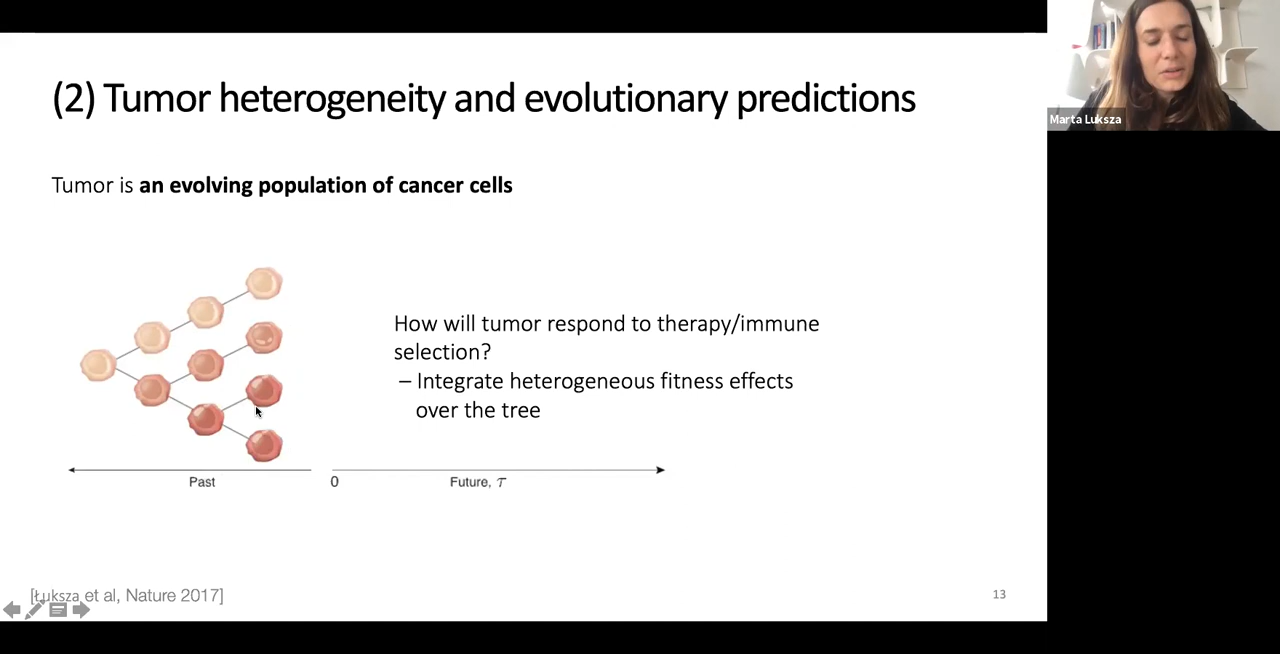 (2) Tumor heterogeneity and evolutionary predictions
Marta Luksza
Tumor is an evolving population of cancer cells
How will tumor respond to therapy/immune
selection?
– Integrate heterogeneous fitness effects
over the tree
Past
0
Future, τ
[Łuksza et al, Nature 2017]
13